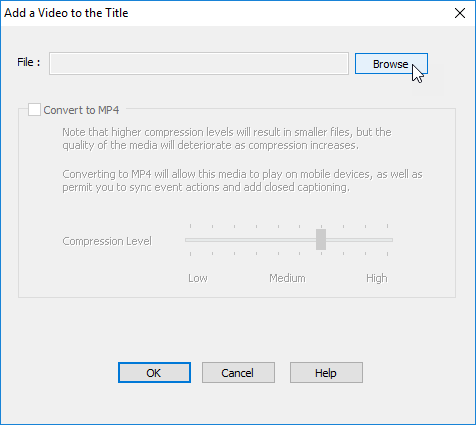 Add a Video to the Title
File :
Browse
Convert to MP4
Note that higher compression levels will result in smaller files, but the
quality of the media will deteriorate as compression increases.
Converting to MP4 will allow this media to play on mobile devices, as well as
permit you to sync event actions and add closed captioning.
Compression Level
Low Medium High
OK Cancel Help